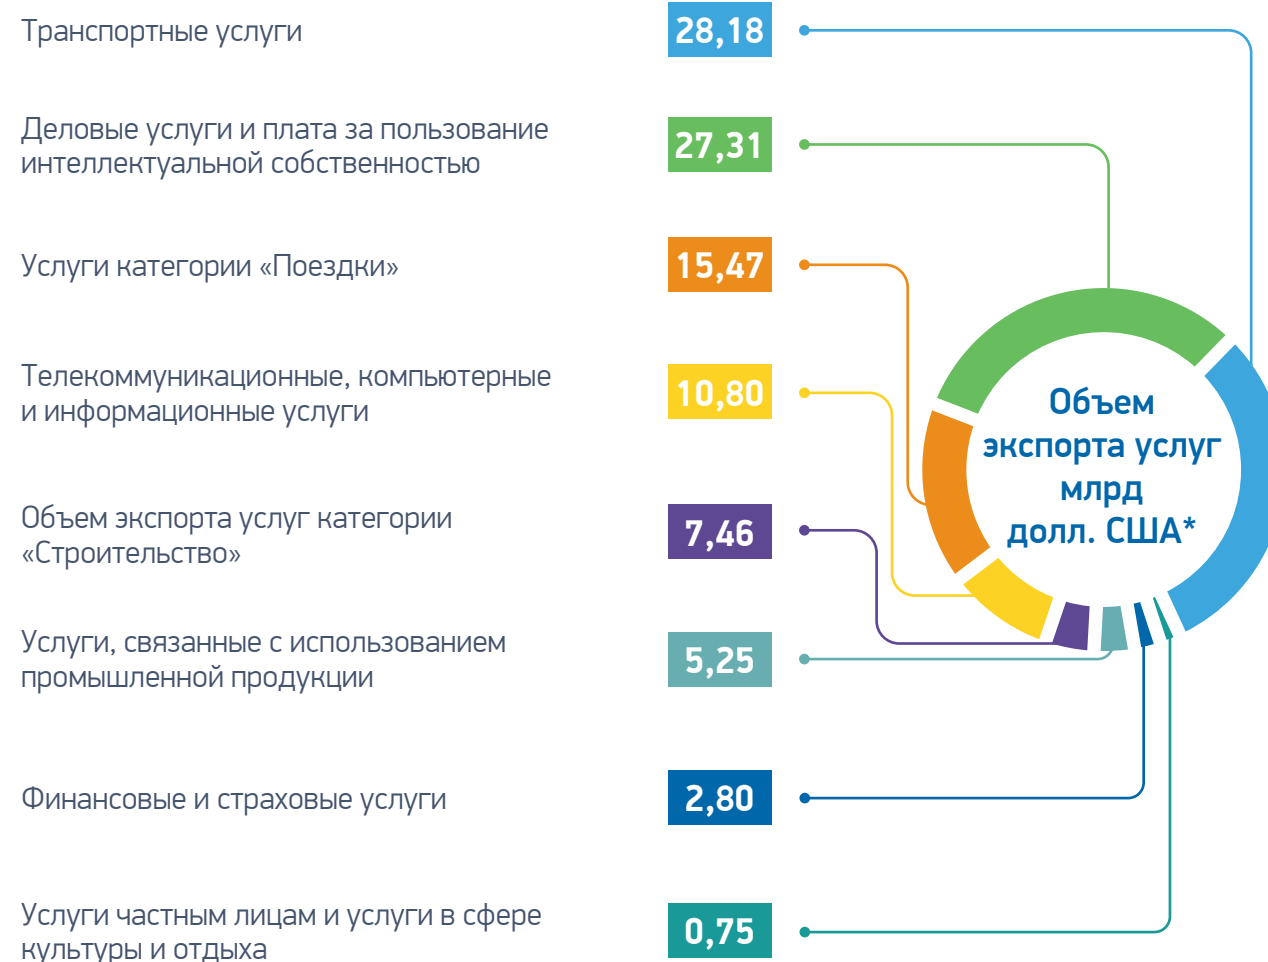 Транспортные услуги
28,18
Деловые услуги и плата за пользование
интеллектуальной собственностью
27,31
Услуги категории «Поездки»
15,47
Телекоммуникационные, компьютерные
и информационные услуги
10,80
Объем экспорта услуг категории
«Строительство»
7,46
Услуги, связанные с использованием
промышленной продукции
5,25
Финансовые и страховые услуги
2,80
Услуги частным лицам и услуги в сфере
культуры и отдыха
0,75
Объем
экспорта услуг
млрд
долл. США*